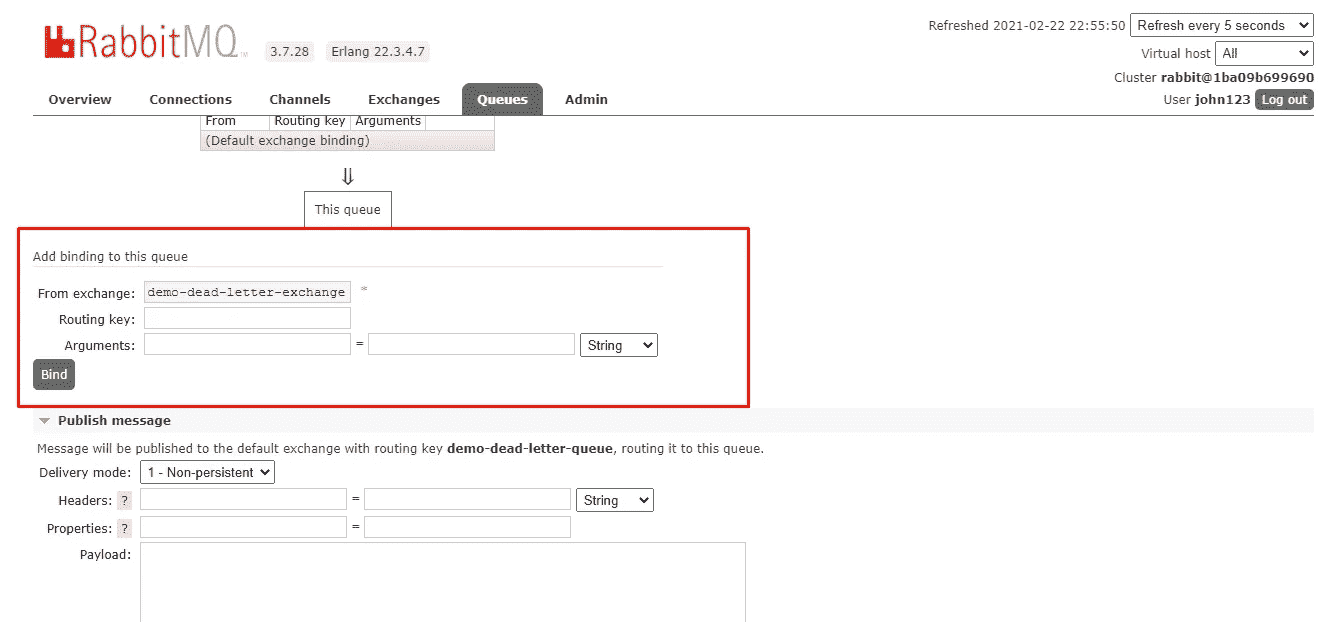 RabbitMQ TM 3.7.28 Erlang 22.3.4.7
Refreshed 2021-02-22 22:55:50 Refresh every 5 seconds
Virtual host All
Cluster rabbit@1ba09b699690
User john123 Log out
Overview Connections Channels Exchanges Queues Admin
From Routing key Arguments
(Default exchange binding)
⇓
This queue
Add binding to this queue
From exchange: demo-dead-letter-exchange *
Routing key:
Arguments: = String
Bind
Publish message
Message will be published to the default exchange with routing key demo-dead-letter-queue, routing it to this queue.
Delivery mode: 1 - Non-persistent
Headers: ? = String
Properties: ? =
Payload: